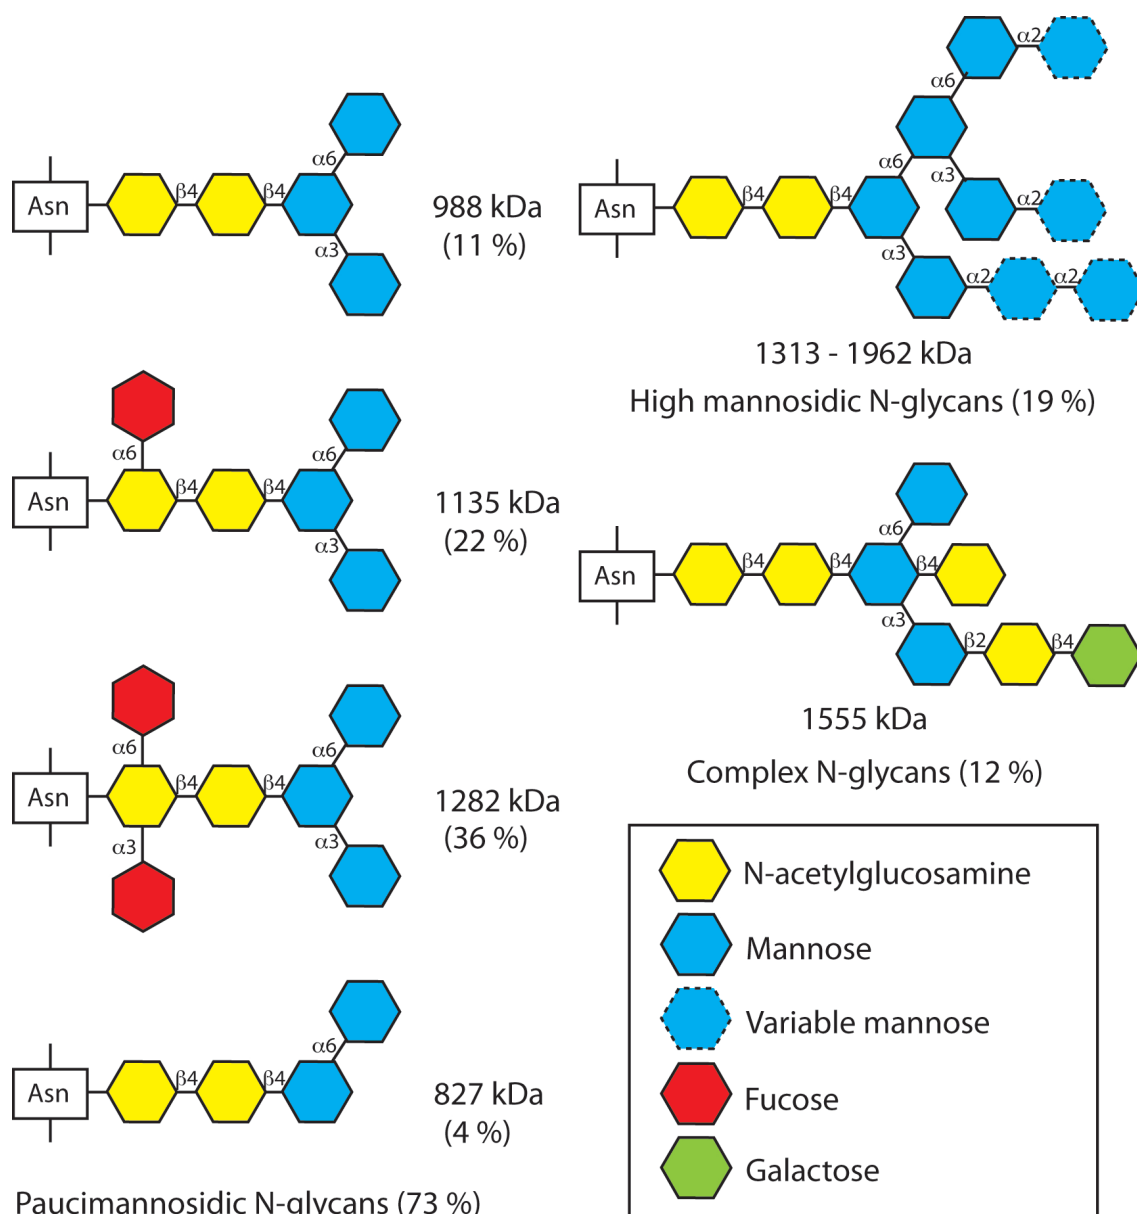 α6
Asn
β4
β4
988 kDa
(11 %)
α3
α6
Asn
β4
β4
1135 kDa
(22 %)
α3
α6
Asn
β4
β4
1282 kDa
(36 %)
α3
α3
α6
α6
Asn
β4
β4
827 kDa
(4 %)
Paucimannosidic N-glycans (73 %)
α2
α6
α6
α3
Asn
β4
β4
α2
α3
α2
α2
1313 - 1962 kDa
High mannosidic N-glycans (19 %)
α6
Asn
β4
β4
β4
α3
β2
β4
1555 kDa
Complex N-glycans (12 %)
N-acetylglucosamine
Mannose
Variable mannose
Fucose
Galactose
α6